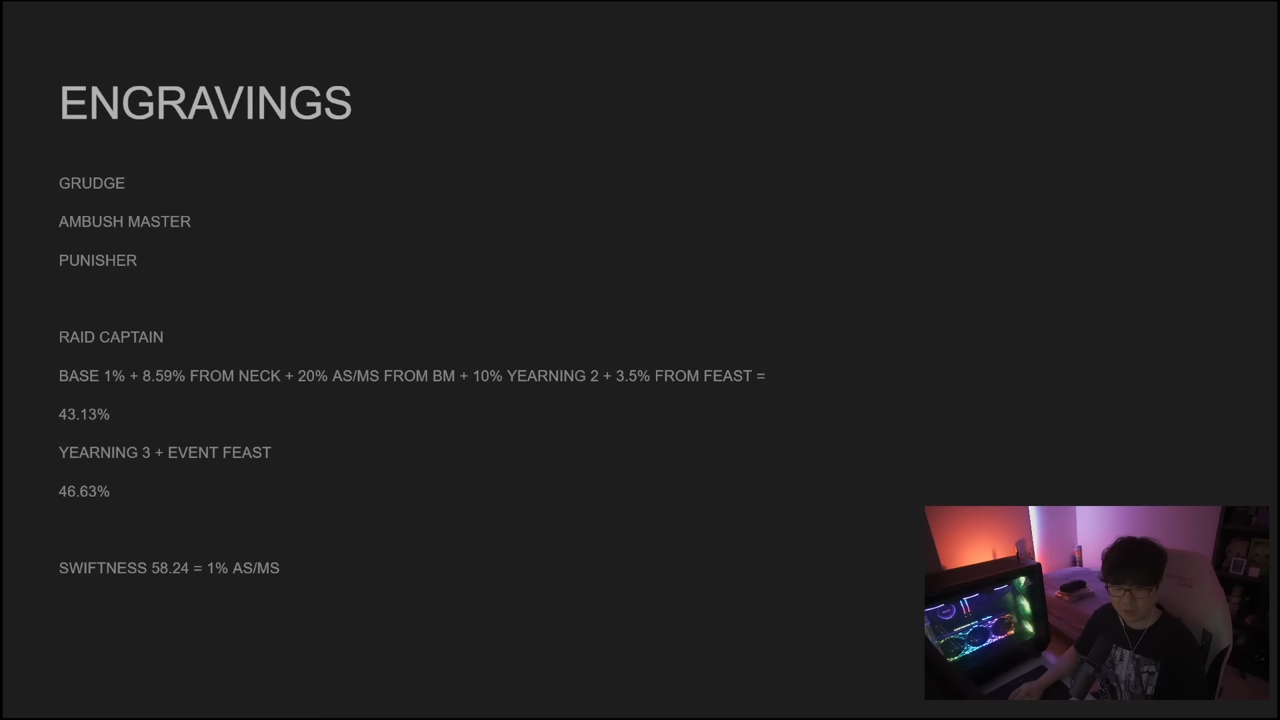 ENGRAVINGS
GRUDGE
AMBUSH MASTER
PUNISHER
RAID CAPTAIN
BASE 1% + 8.59% FROM NECK + 20% AS/MS FROM BM + 10% YEARNING 2 + 3.5% FROM FEAST =
43.13%
YEARNING 3 + EVENT FEAST
46.63%
SWIFTNESS 58.24 = 1% AS/MS